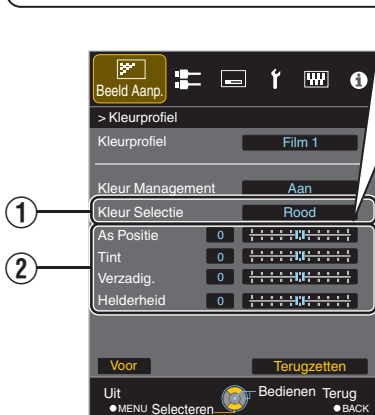 Beeld Aanp.
> Kleurprofiel
Kleurprofiel Film 1
Kleur Management Aan
1 Kleur Selectie Rood
2
As Positie 0
Tint 0
Verzadig. 0
Helderheid 0
Voor Terugzetten
Uit Bedienen Terug
MENU Selecteren BACK